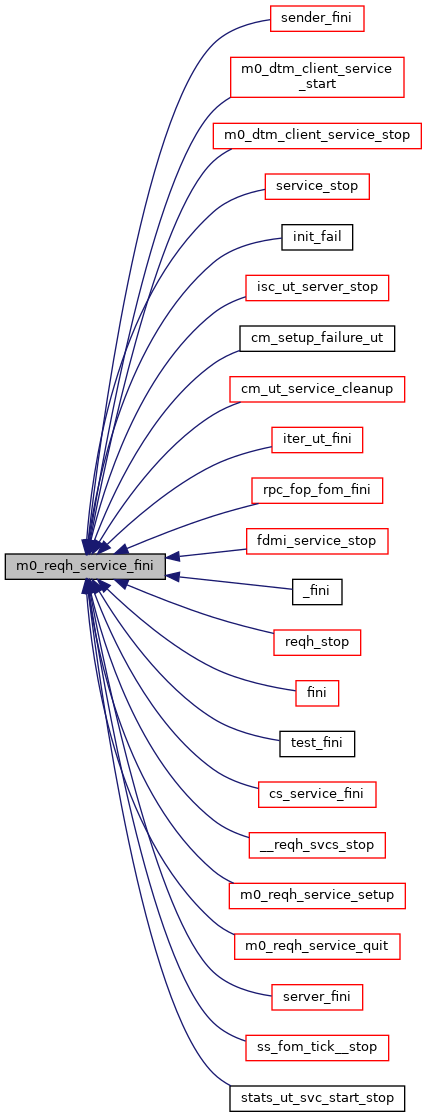 sender_fini
m0_dtm_client_service
_start
m0_dtm_client_service_stop
service_stop
init_fail
isc_ut_server_stop
cm_setup_failure_ut
cm_ut_service_cleanup
iter_ut_fini
rpc_fop_fom_fini
fdmi_service_stop
m0_reqh_service_fini
_fini
reqh_stop
fini
test_fini
cs_service_fini
__reqh_svcs_stop
m0_reqh_service_setup
m0_reqh_service_quit
server_fini
ss_fom_tick__stop
stats_ut_svc_start_stop